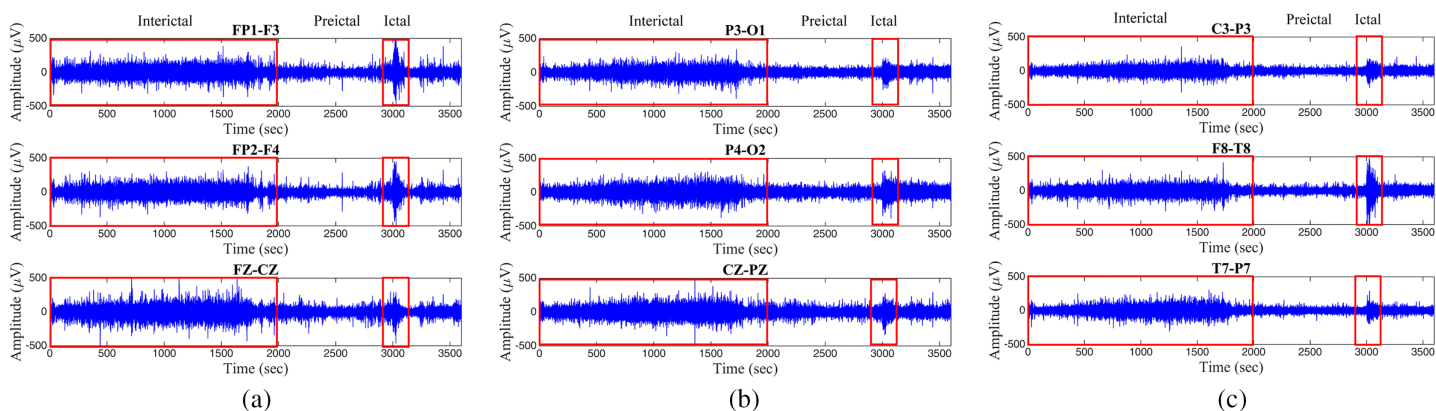 Interictal Preictal Ictal
FP1-F3
500
0
-500
Amplitude (μV)
0 500 1000 1500 2000 2500 3000 3500
Time (sec)
FP2-F4
500
0
-500
Amplitude (μV)
0 500 1000 1500 2000 2500 3000 3500
Time (sec)
FZ-CZ
500
0
-500
Amplitude (μV)
0 500 1000 1500 2000 2500 3000 3500
Time (sec)
(a)
Interictal Preictal Ictal
P3-O1
500
0
-500
Amplitude (μV)
0 500 1000 1500 2000 2500 3000 3500
Time (sec)
P4-O2
500
0
-500
Amplitude (μV)
0 500 1000 1500 2000 2500 3000 3500
Time (sec)
CZ-PZ
500
0
-500
Amplitude (μV)
0 500 1000 1500 2000 2500 3000 3500
Time (sec)
(b)
Interictal Preictal Ictal
C3-P3
500
0
-500
Amplitude (μV)
0 500 1000 1500 2000 2500 3000 3500
Time (sec)
F8-T8
500
0
-500
Amplitude (μV)
0 500 1000 1500 2000 2500 3000 3500
Time (sec)
T7-P7
500
0
-500
Amplitude (μV)
0 500 1000 1500 2000 2500 3000 3500
Time (sec)
(c)